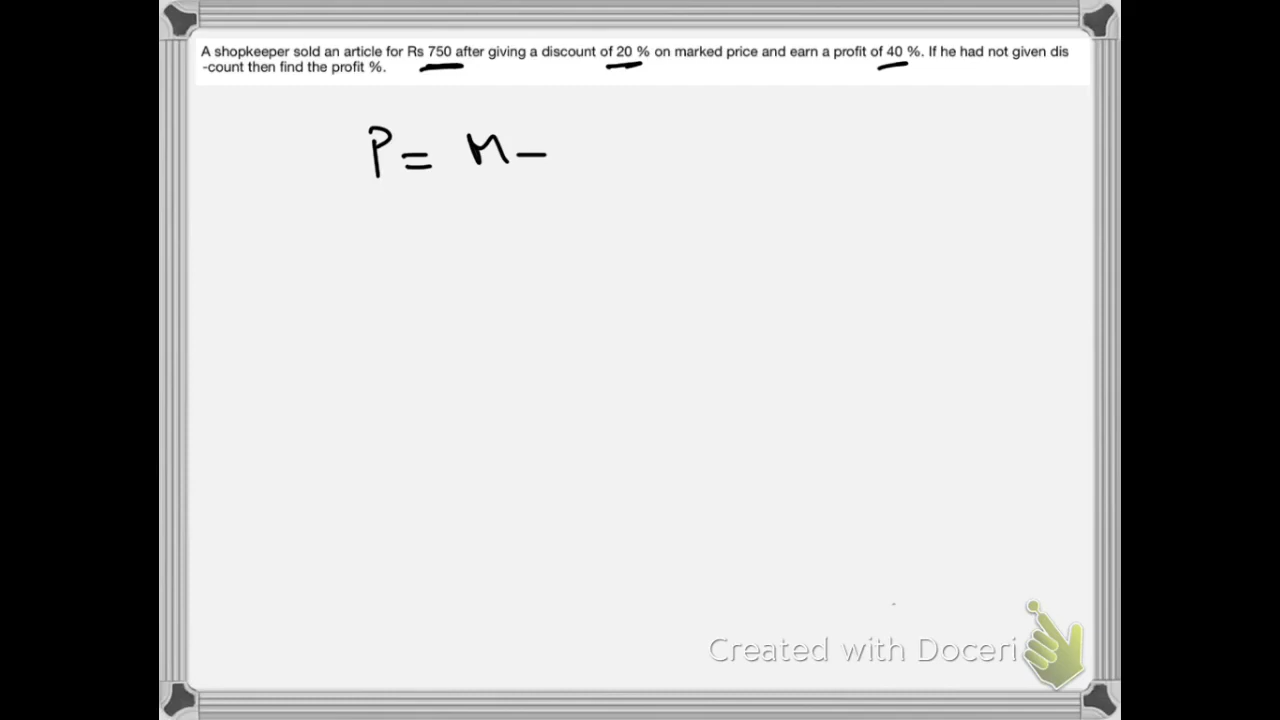 A shopkeeper sold an article for Rs 750 after giving a discount of 20 % on marked price and earn a profit of 40 %. If he had not given dis
-count then find the profit %.
P = M -
Created with Doceri